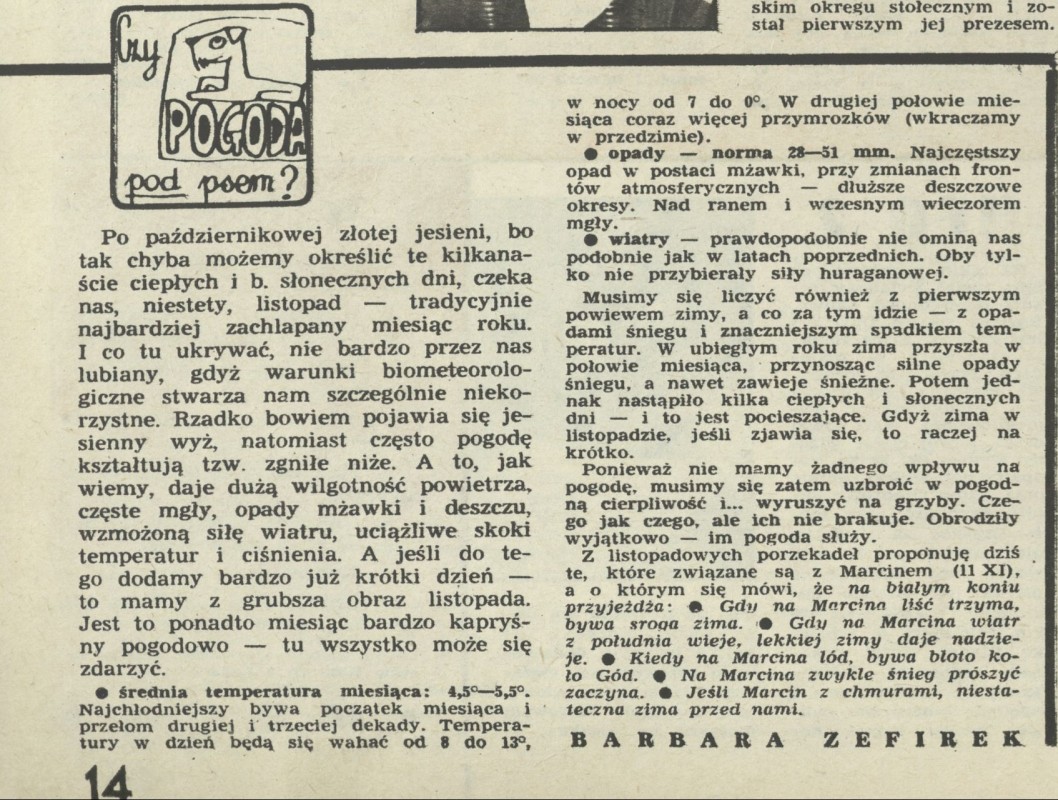 skim okręgu stołecznym i zo-
stał pierwszym jej prezesem.
Czy
POGODA
pod psem?
Po październikowej złotej jesieni, bo
tak chyba możemy określić te kilkana-
ście ciepłych i b. słonecznych dni, czeka
nas, niestety, listopad — tradycyjnie
najbardziej zachlapany miesiąc roku.
I co tu ukrywać, nie bardzo przez nas
lubiany, gdyż warunki biometeorolo-
giczne stwarza nam szczególnie nieko-
rzystne. Rzadko bowiem pojawia się je-
sienny wyż, natomiast często pogodę
kształtują tzw. zgniłe niże. A to, jak
wiemy, daje dużą wilgotność powietrza,
częste mgły, opady mżawki i deszczu,
wzmożoną siłę wiatru, uciążliwe skoki
temperatur i ciśnienia. A jeśli do te-
go dodamy bardzo już krótki dzień —
to mamy z grubsza obraz listopada.
Jest to ponadto miesiąc bardzo kapryś-
ny pogodowo — tu wszystko może się
zdarzyć.
● średnia temperatura miesiąca: 4,5°—5,5°.
Najchłodniejszy bywa początek miesiąca i
przełom drugiej i trzeciej dekady. Tempera-
tury w dzień będą się wahać od 8 do 13°,
w nocy od 7 do 0°. W drugiej połowie mie-
siąca coraz więcej przymrozków (wkraczamy
w przedzimie).
● opady — norma 28—51 mm. Najczęstszy
opad w postaci mżawki, przy zmianach fron-
tów atmosferycznych — dłuższe deszczowe
okresy. Nad ranem i wczesnym wieczorem
mgły.
● wiatry — prawdopodobnie nie ominą nas
podobnie jak w latach poprzednich. Oby tyl-
ko nie przybierały siły huraganowej.
Musimy się liczyć również z pierwszym
powiewem zimy, a co za tym idzie — z opa-
dami śniegu i znaczniejszym spadkiem tem-
peratur. W ubiegłym roku zima przyszła w
połowie miesiąca, przynosząc silne opady
śniegu, a nawet zawieje śnieżne. Potem jed-
nak nastąpiło kilka ciepłych i słonecznych
dni — i to jest pocieszające. Gdyż zima w
listopadzie, jeśli zjawia się, to raczej na
krótko.
Ponieważ nie mamy żadnego wpływu na
pogodę, musimy się zatem uzbroić w pogod-
ną cierpliwość i... wyruszyć na grzyby. Cze-
go jak czego, ale ich nie brakuje. Obrodziły
wyjątkowo — im pogoda służy.
Z listopadowych porzekadeł proponuję dziś
te, które związane są z Marcinem (11 XI),
a o którym się mówi, że na białym koniu
przyjeżdża: ● Gdy na Marcina liść trzyma,
bywa sroga zima. ● Gdy na Marcina wiatr
z południa wieje, lekkiej zimy daje nadzie-
je. ● Kiedy na Marcina lód, bywa błoto ko-
ło Gód. ● Na Marcina zwykle śnieg prószyć
zaczyna. ● Jeśli Marcin z chmurami, niesta-
teczna zima przed nami.
BARBARA ZEFIREK
14